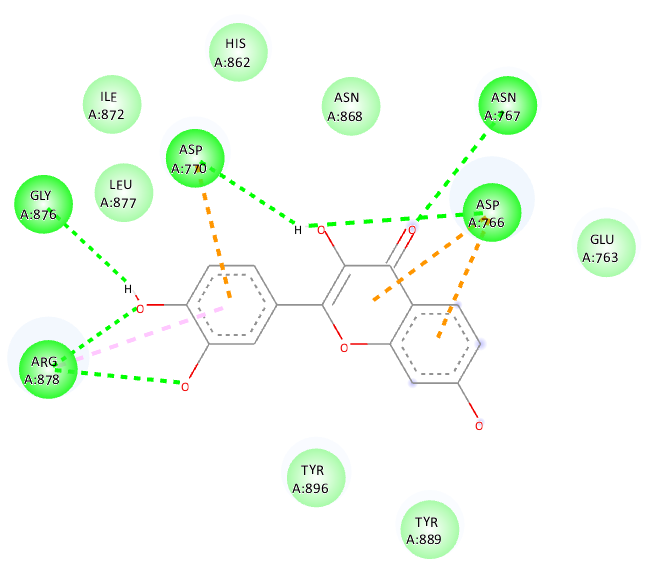 HIS
A:862
ILE
A:872
ASN
A:868
ASN
A:767
ASP
A:770
LEU
A:877
GLY
A:876
ASP
A:766
GLU
A:763
H O O
H
O
O
O
ARG
A:878
O
TYR
A:896
TYR
A:889